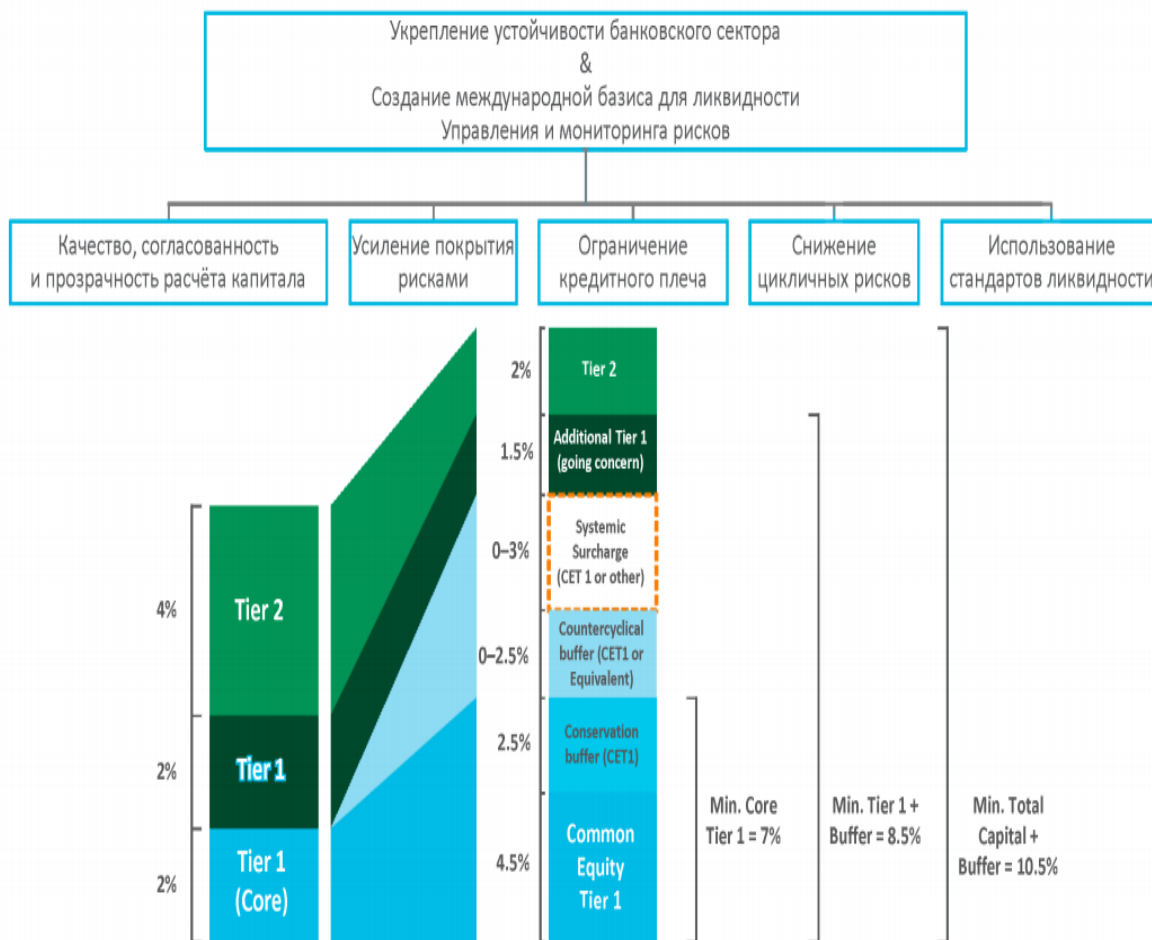 Укрепление устойчивости банковского сектора
&
Создание международной базиса для ликвидности
Управления и мониторинга рисков
Качество, согласованность
и прозрачность расчёта капитала
Усиление покрытия
рисками
Ограничение
кредитного плеча
Снижение
цикличных рисков
Использование
стандартов ликвидности
4%
2%
2%
Tier 2
Tier 1
Tier 1
(Core)
2%
1.5%
0–3%
0–2.5%
2.5%
4.5%
Tier 2
Additional Tier 1
(going concern)
Systemic
Surcharge
(CET 1 or other)
Countercyclical
buffer (CET1 or
Equivalent)
Conservation
buffer (CET1)
Common
Equity
Tier 1
Min. Core
Tier 1 = 7%
Min. Tier 1 +
Buffer = 8.5%
Min. Total
Capital +
Buffer = 10.5%